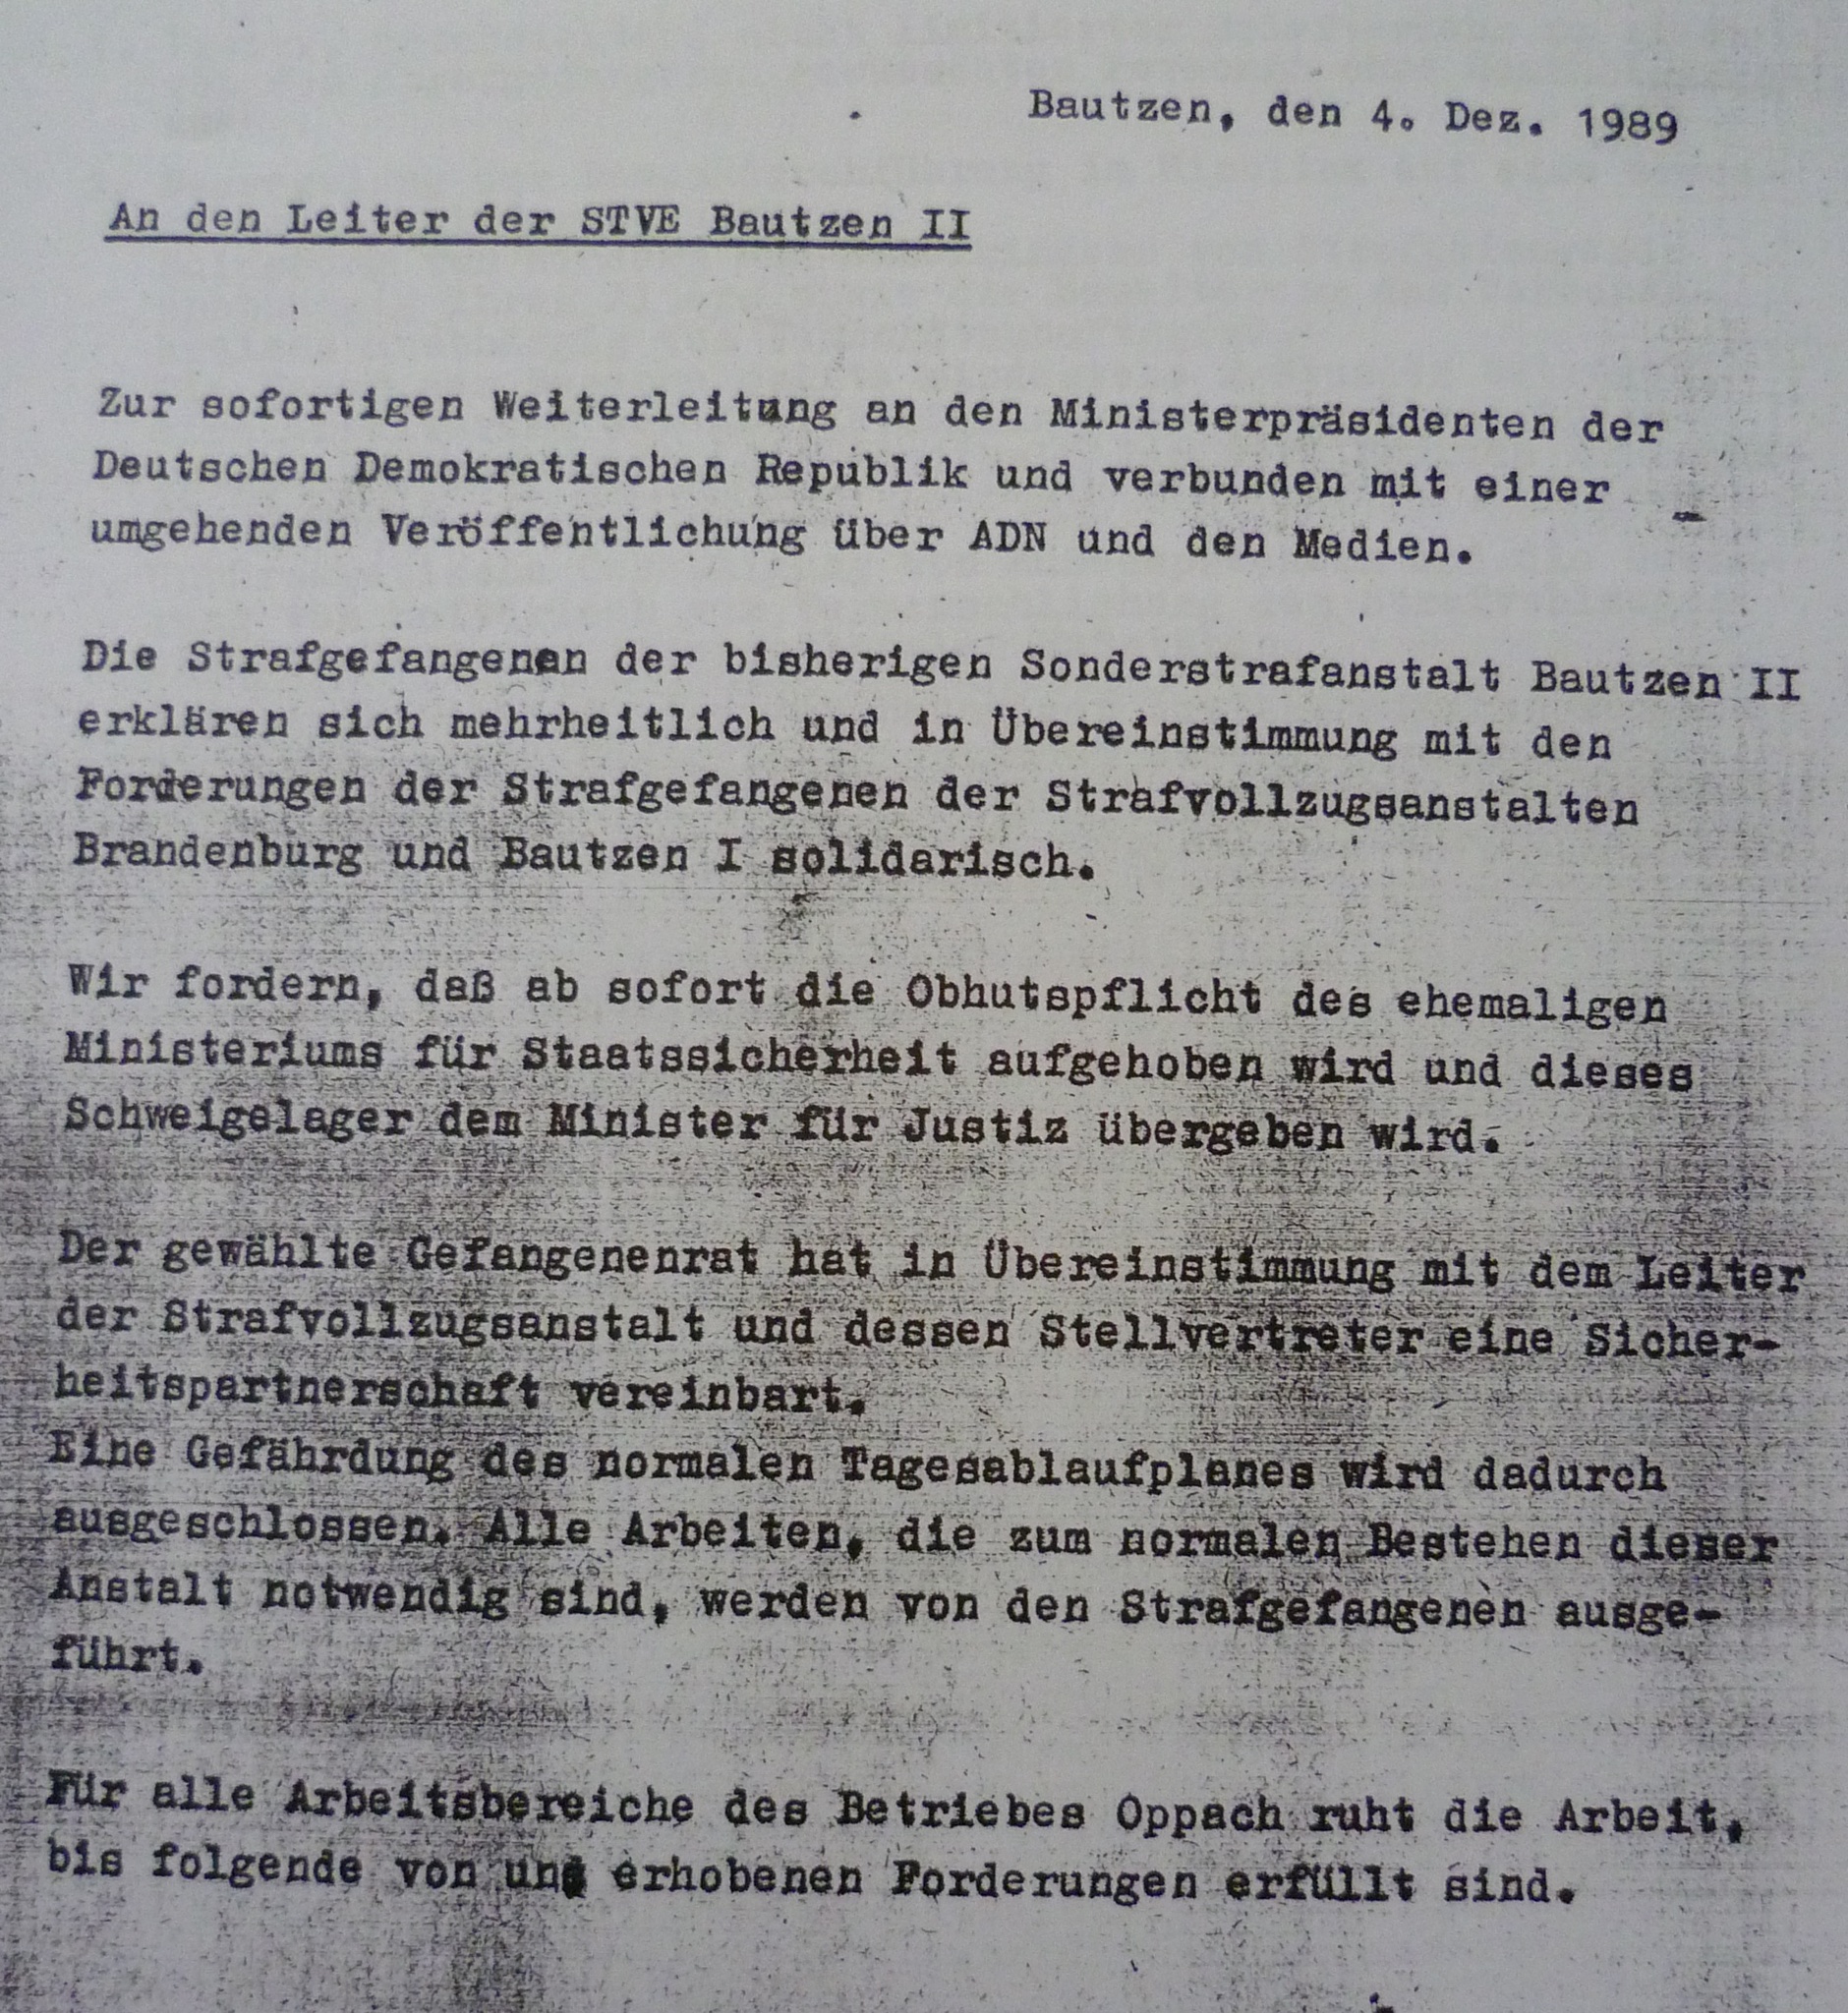 Bautzen, den 4. Dez. 1989
An den Leiter der STVE Bautzen II
Zur sofortigen Weiterleitung an den Ministerpräsidenten der
Deutschen Demokratischen Republik und verbunden mit einer
umgehenden Veröffentlichung über ADN und den Medien.
Die Strafgefangenen der bisherigen Sonderstrafanstalt Bautzen II
erklären sich mehrheitlich und in Übereinstimmung mit den
Forderungen der Strafgefangenen der Strafvollzugsanstalten
Brandenburg und Bautzen I solidarisch.
Wir fordern, daß ab sofort die Obhutspflicht des ehemaligen
Ministeriums für Staatssicherheit aufgehoben wird und dieses
Schweigelager dem Minister für Justiz übergeben wird.
Der gewählte Gefangenenrat hat in Übereinstimmung mit dem Leiter
der Strafvollzugsanstalt und dessen Stellvertreter eine Sicher-
heitspartnerschaft vereinbart.
Eine Gefährdung des normalen Tagesablaufplanes wird dadurch
ausgeschlossen. Alle Arbeiten, die zum normalen Bestehen dieser
Anstalt notwendig sind, werden von den Strafgefangenen ausge-
führt.
Für alle Arbeitsbereiche des Betriebes Oppach ruht die Arbeit,
bis folgende von uns erhobenen Forderungen erfüllt sind.